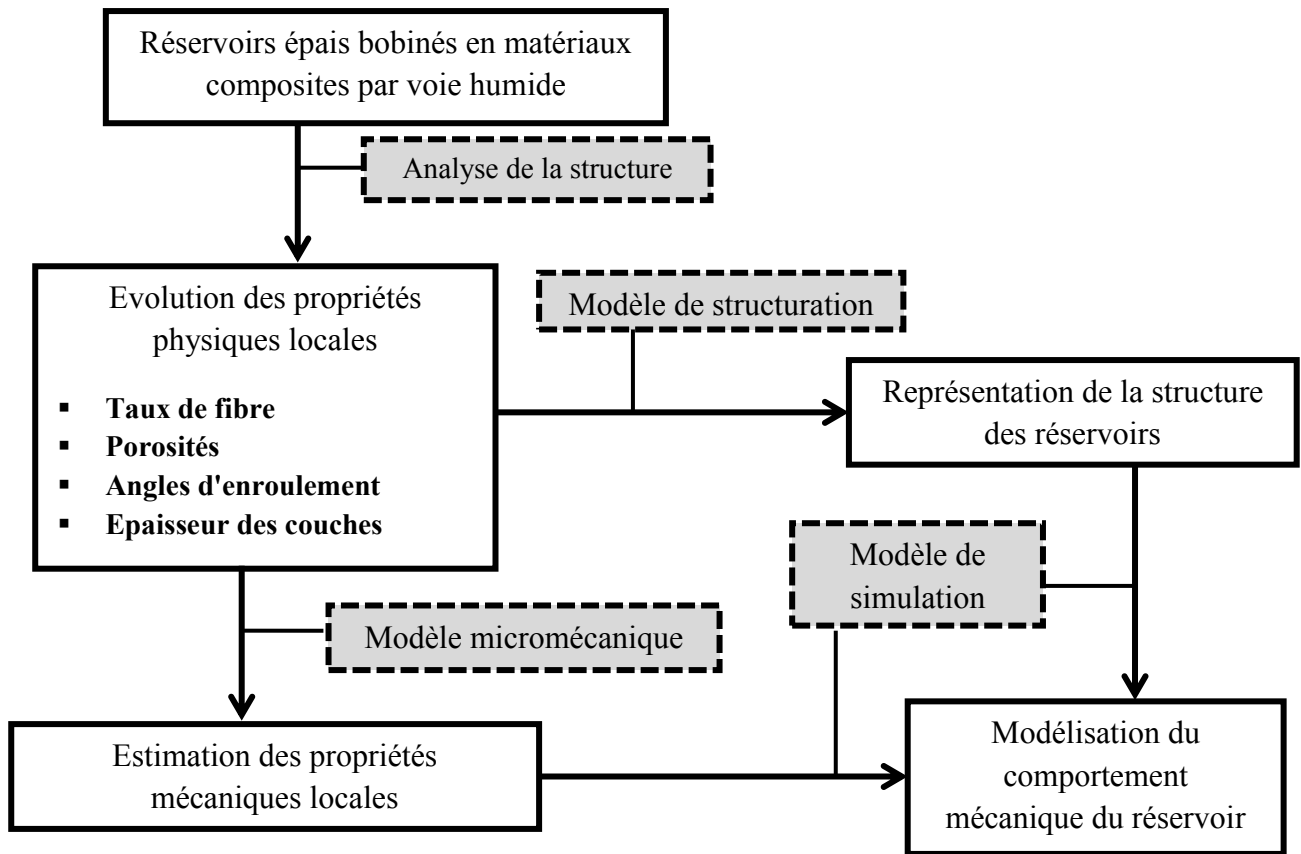 Réservoirs épais bobinés en matériaux
composites par voie humide
Analyse de la structure
Evolution des propriétés
physiques locales
▪ Taux de fibre
▪ Porosités
▪ Angles d'enroulement
▪ Epaisseur des couches
Modèle de structuration
Représentation de la structure
des réservoirs
Modèle de
simulation
Modèle micromécanique
Estimation des propriétés
mécaniques locales
Modélisation du
comportement
mécanique du réservoir